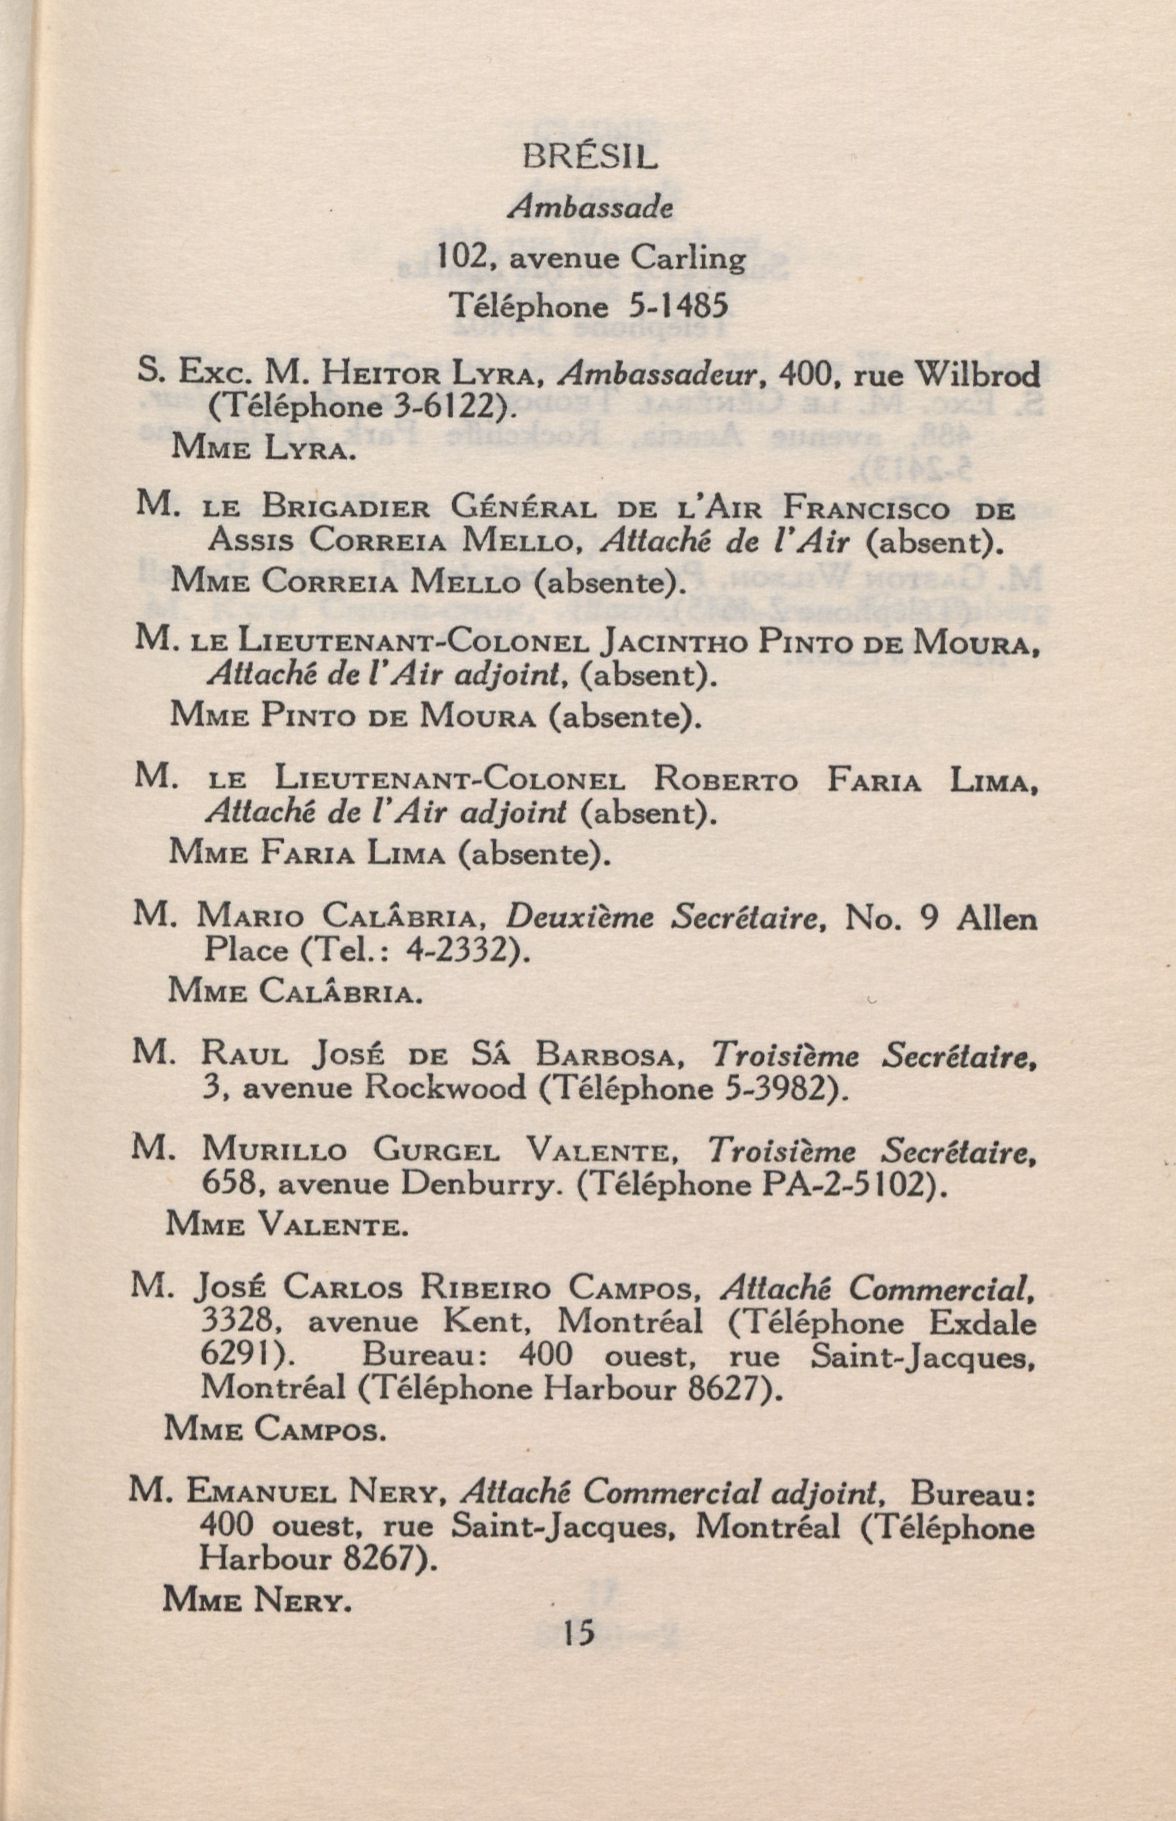 BRÉSIL
Ambassade
102, avenue Carling
Téléphone 5-1485
S. Exc. M. Heitor Lyra, Ambassadeur, 400, rue Wilbrod
(Téléphone 3-6122).
Mme Lyra.
M. le Brigadier Général de l'Air Francisco de
Assis Correia Mello, Attaché de l'Air (absent).
Mme Correia Mello (absente).
M. le Lieutenant-Colonel Jacintho Pinto de Moura,
Attaché de l'Air adjoint, (absent).
Mme Pinto de Moura (absente).
M. le Lieutenant-Colonel Roberto Faria Lima,
Attaché de l'Air adjoint (absent).
Mme Faria Lima (absente).
M. Mario Calâbria, Deuxième Secrétaire, No. 9 Allen
Place (Tel.: 4-2332).
Mme Calâbria.
M. Raul José de Sâ Barbosa, Troisième Secrétaire,
3, avenue Rockwood (Téléphone 5-3982).
M. Murillo Gurgel Valente, Troisième Secrétaire,
658, avenue Denburry. (Téléphone PA-2-5102).
Mme Valente.
M. José Carlos Ribeiro Campos, Attaché Commercial,
3328, avenue Kent, Montréal (Téléphone Exdale
6291). Bureau: 400 ouest, rue Saint-Jacques,
Montréal (Téléphone Harbour 8627).
Mme Campos.
M. Emanuel Nery, Attaché Commercial adjoint, Bureau:
400 ouest, rue Saint-Jacques, Montréal (Téléphone
Harbour 8267).
Mme Nery.
15